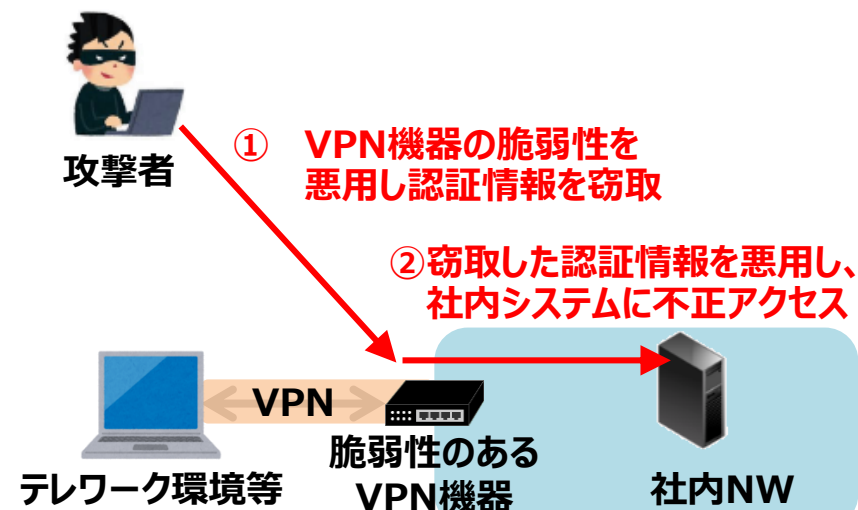 攻撃者
① VPN機器の脆弱性を
悪用し認証情報を窃取
②窃取した認証情報を悪用し、
社内システムに不正アクセス
VPN
テレワーク環境等
脆弱性のある
VPN機器
社内NW